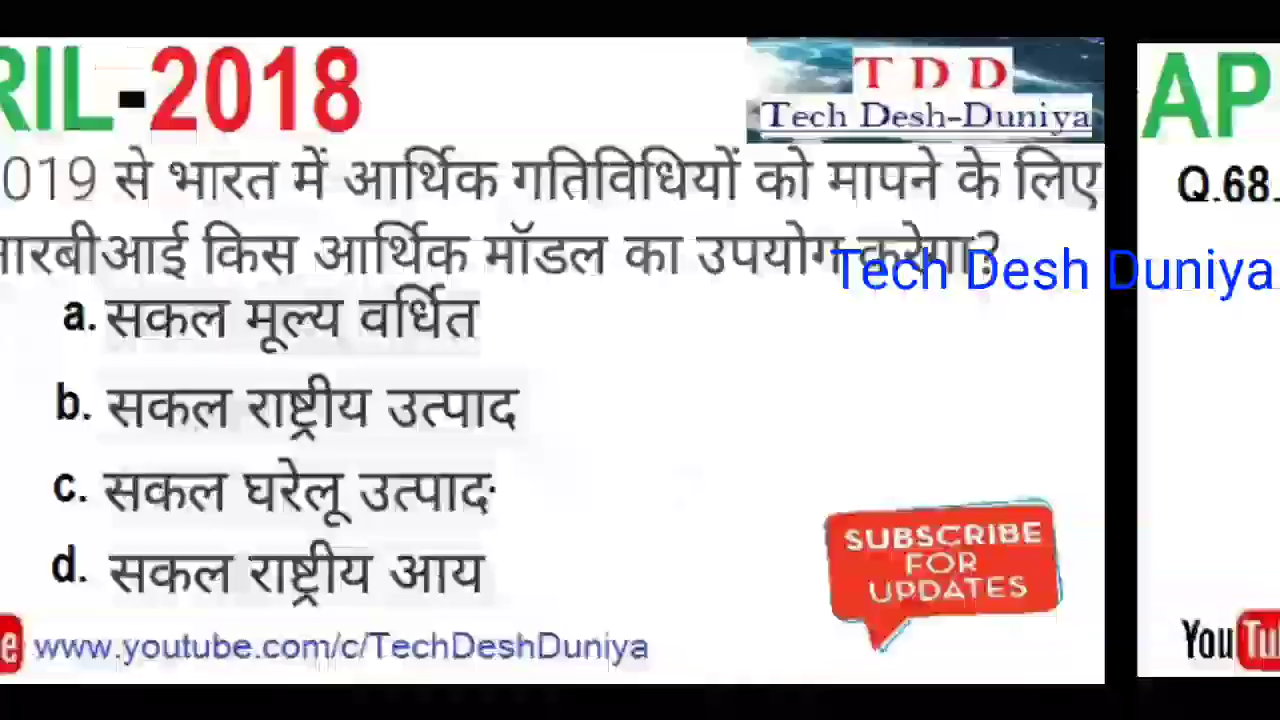 RIL-2018
T D D
Tech Desh-Duniya
019 से भारत में आर्थिक गतिविधियों को मापने के लिए
आरबीआई किस आर्थिक मॉडल का उपयोग करेगा?
Tech Desh Duniya
a. सकल मूल्य वर्धित
b. सकल राष्ट्रीय उत्पाद
c. सकल घरेलू उत्पाद
d. सकल राष्ट्रीय आय
SUBSCRIBE
FOR
UPDATES
e www.youtube.com/c/TechDeshDuniya
AP
Q.68.
YouTu